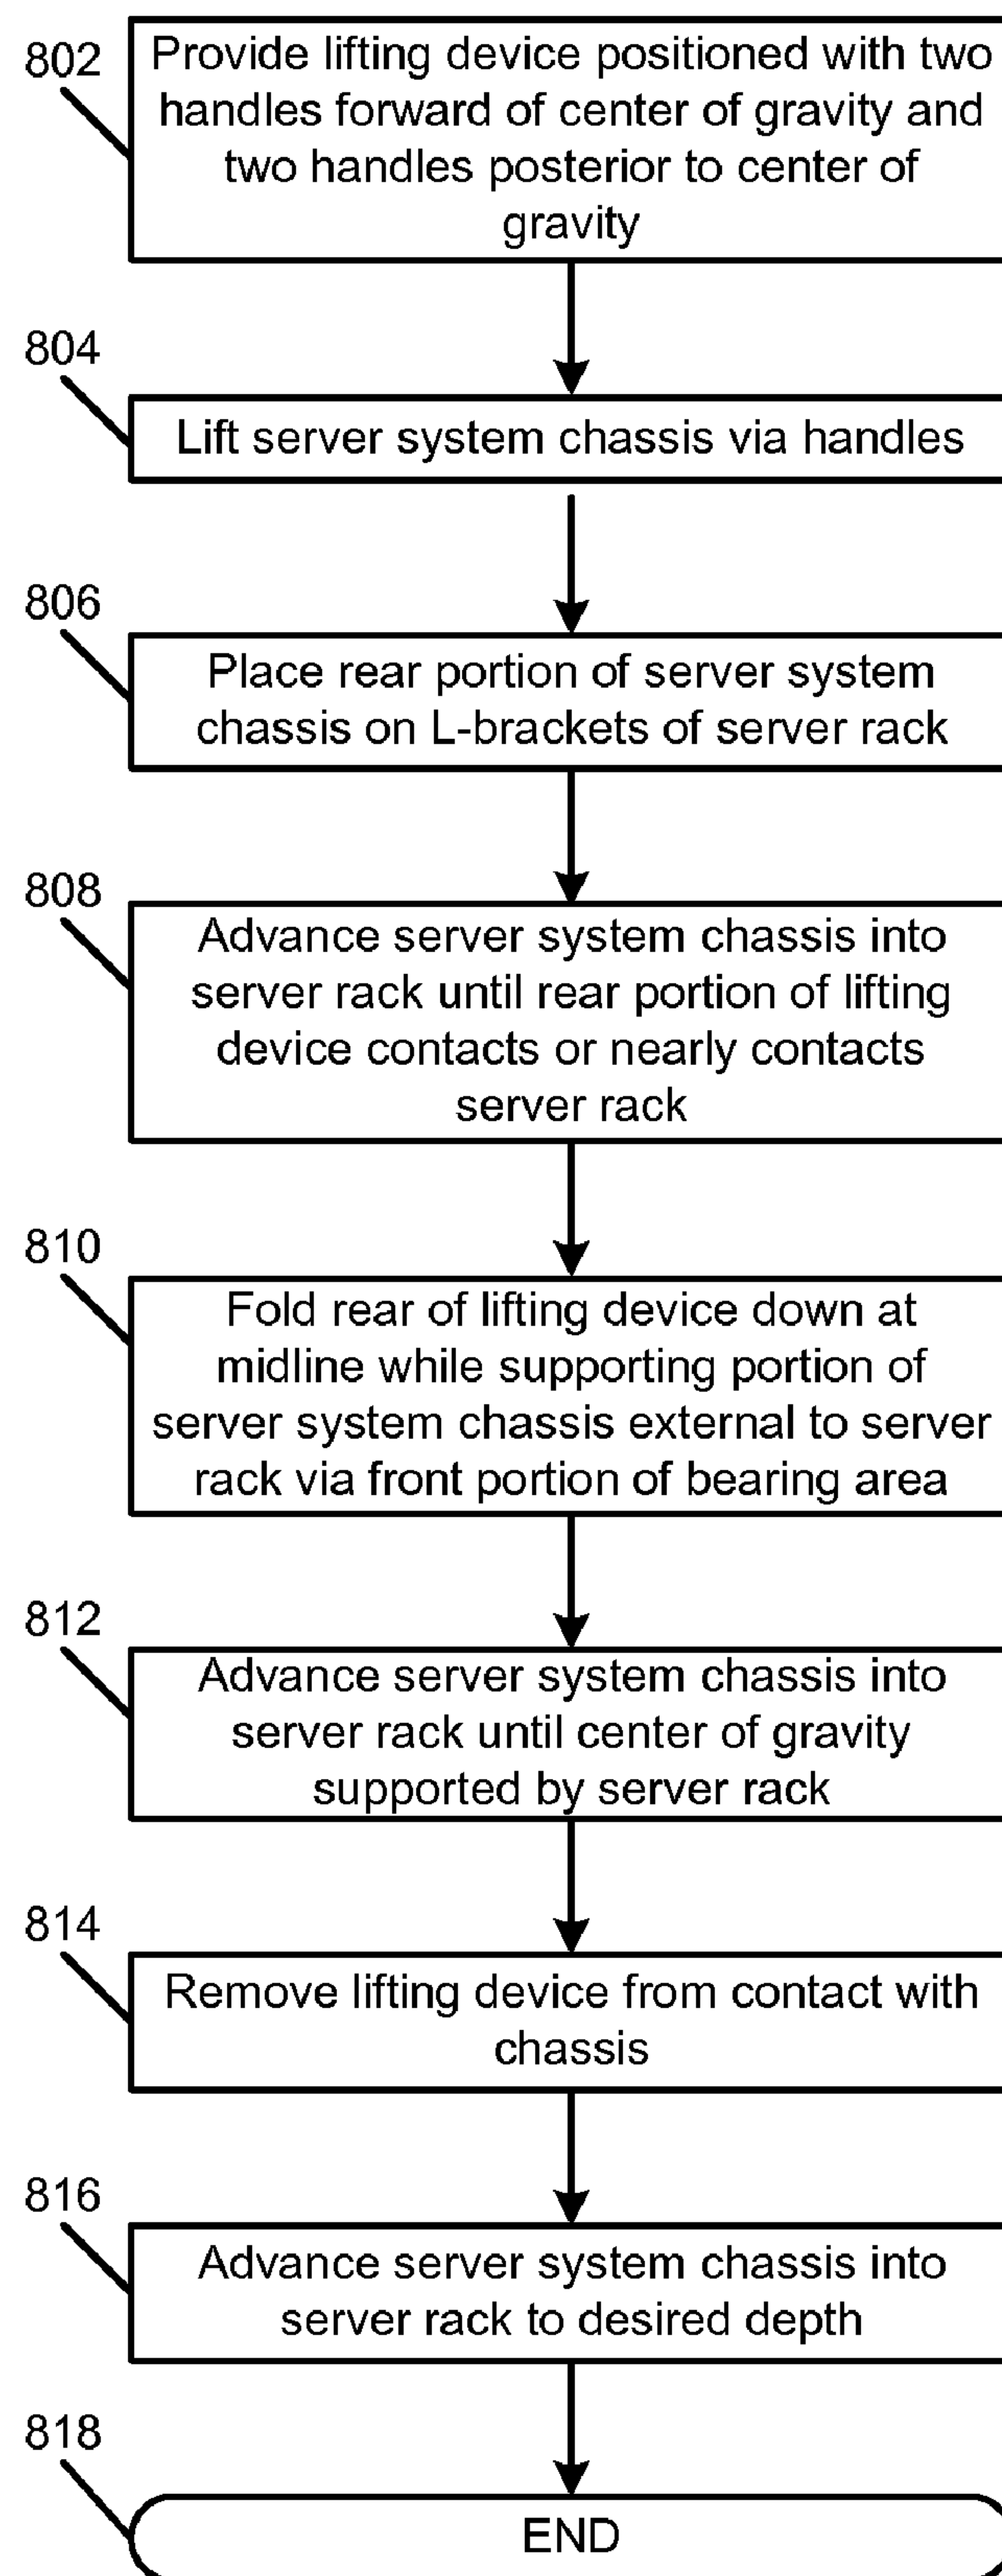 802
Provide lifting device positioned with two
handles forward of center of gravity and
two handles posterior to center of
gravity
804
Lift server system chassis via handles
806
Place rear portion of server system
chassis on L-brackets of server rack
808
Advance server system chassis into
server rack until rear portion of lifting
device contacts or nearly contacts
server rack
810
Fold rear of lifting device down at
midline while supporting portion of
server system chassis external to server
rack via front portion of bearing area
812
Advance server system chassis into
server rack until center of gravity
supported by server rack
814
Remove lifting device from contact with
chassis
816
Advance server system chassis into
server rack to desired depth
818
END